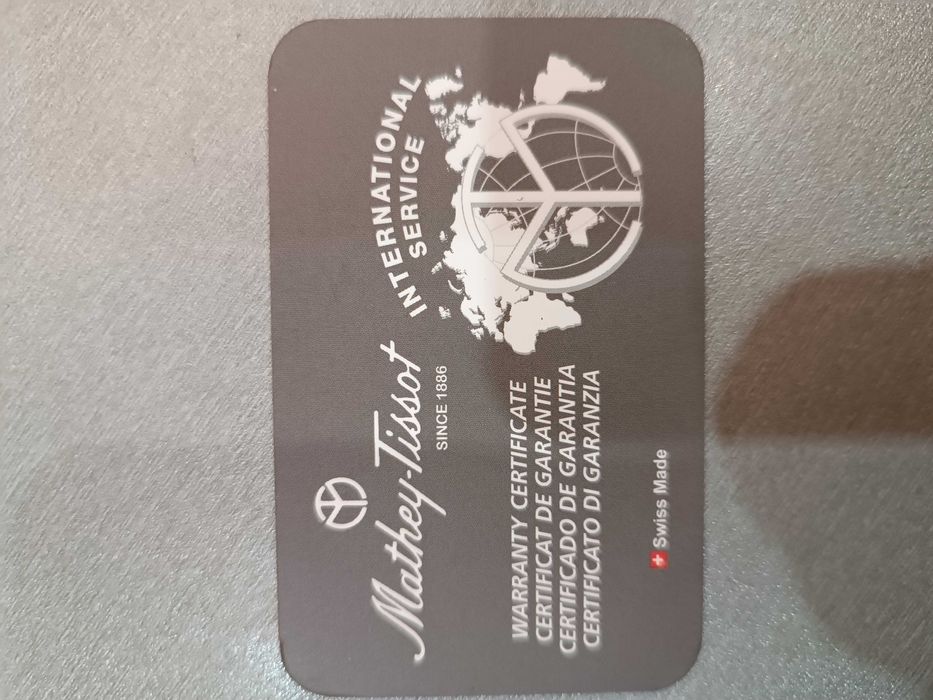 Mathey-Tissot
SINCE 1886
INTERNATIONAL
SERVICE
WARRANTY CERTIFICATE
CERTIFICAT DE GARANTIE
CERTIFICADO DE GARANTIA
CERTIFICATO DI GARANZIA
Swiss Made